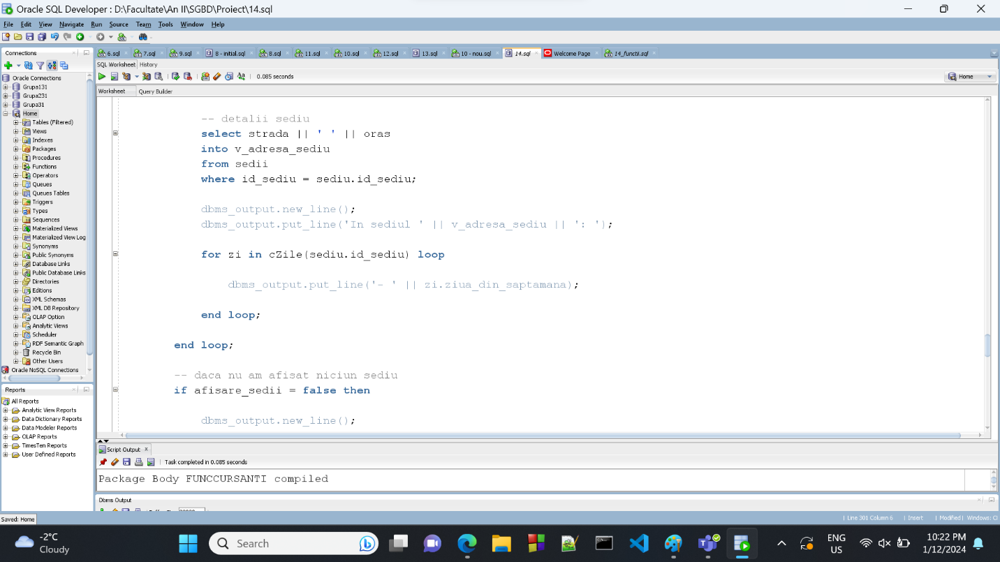 Oracle SQL Developer : D:\Facultate\An II\SGBD\Proiect\14.sql
File Edit View Navigate Run Source Team Tools Window Help
Connections
Oracle Connections
Grupa131
Grupa231
Grupa31
Home
Tables (Filtered)
Views
Indexes
Packages
Procedures
Functions
Operators
Queues
Queues Tables
Triggers
Types
Sequences
Materialized Views
Materialized View Log
Synonyms
Public Synonyms
Database Links
Public Database Links
Directories
Editions
XML Schemas
XML DB Repository
OLAP Option
Analytic Views
Scheduler
RDF Semantic Graph
Recycle Bin
Other Users
Oracle NoSQL Connections
Reports
All Reports
Analytic View Reports
Data Dictionary Reports
Data Modeler Reports
OLAP Reports
TimesTen Reports
User Defined Reports
Saved: Home
6.sql 7.sql 9.sql 8 - initial.sql 8.sql 11.sql 10.sql 12.sql 13.sql 10 - nou.sql 14.sql Welcome Page 14_functii.sql
SQL Worksheet History
0.085 seconds
Home
Worksheet Query Builder
-- detalii sediu
select strada || ' ' || oras
into v_adresa_sediu
from sedii
where id_sediu = sediu.id_sediu;
dbms_output.new_line();
dbms_output.put_line('In sediul ' || v_adresa_sediu || ': ');
for zi in cZile(sediu.id_sediu) loop
dbms_output.put_line('- ' || zi.ziua_din_saptamana);
end loop;
end loop;
-- daca nu am afisat niciun sediu
if afisare_sedii = false then
dbms_output.new_line();
Script Output
Task completed in 0.085 seconds
Package Body FUNCCURSANTI compiled
Dbms Output
Line 301 Column 6 | Insert | Modified | Windows: C
-2°C
Cloudy
Search
ENG
US
10:22 PM
1/12/2024